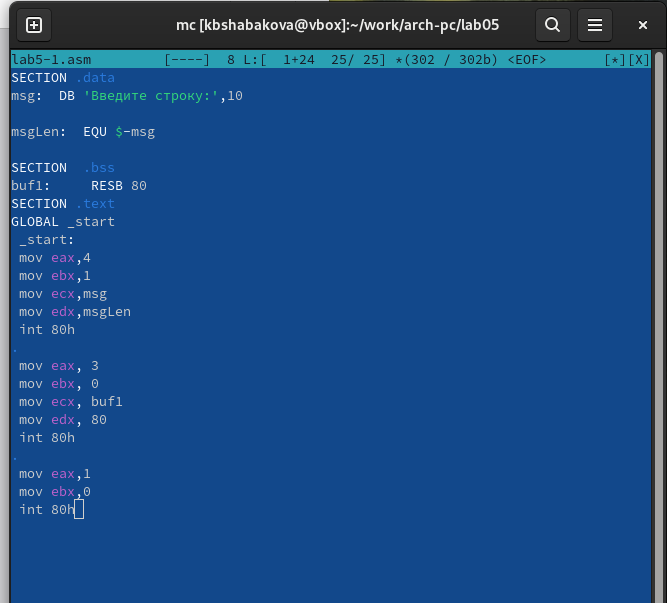 mc [kbshabakova@vbox]:~/work/arch-pc/lab05
lab5-1.asm [----] 8 L:[ 1+24 25/ 25] *(302 / 302b) <EOF> [*][X]
SECTION .data
msg: DB 'Введите строку:',10
msgLen: EQU $-msg
SECTION .bss
buf1: RESB 80
SECTION .text
GLOBAL _start
_start:
mov eax,4
mov ebx,1
mov ecx,msg
mov edx,msgLen
int 80h
.
mov eax, 3
mov ebx, 0
mov ecx, buf1
mov edx, 80
int 80h
.
mov eax,1
mov ebx,0
int 80h